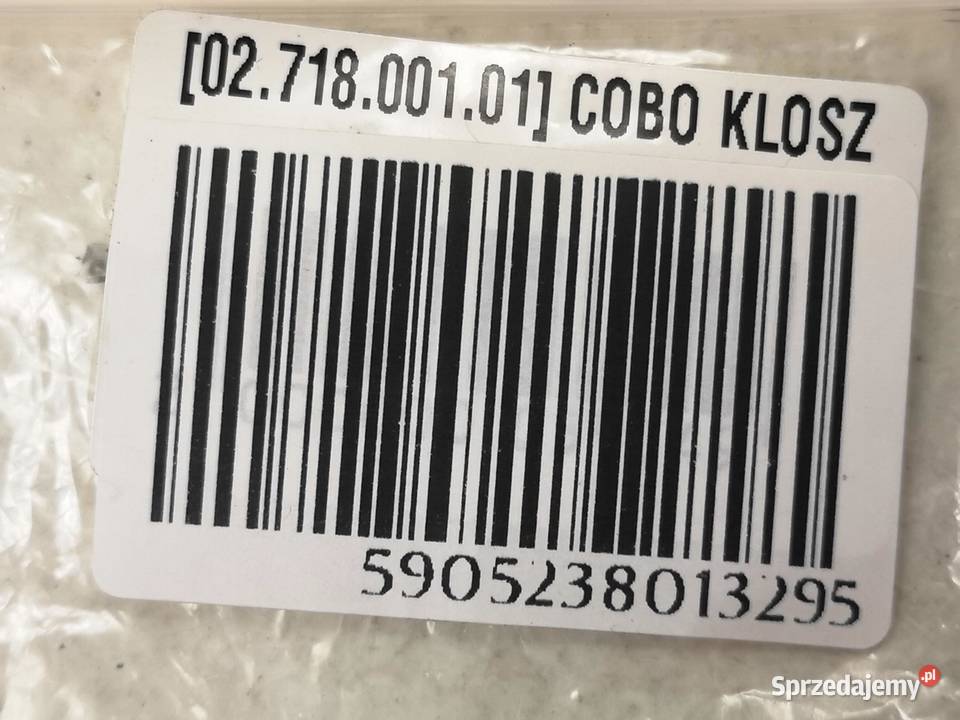 [02.718.001.01] COBO KLOSZ
5905238013295
Sprzedajemy.pl